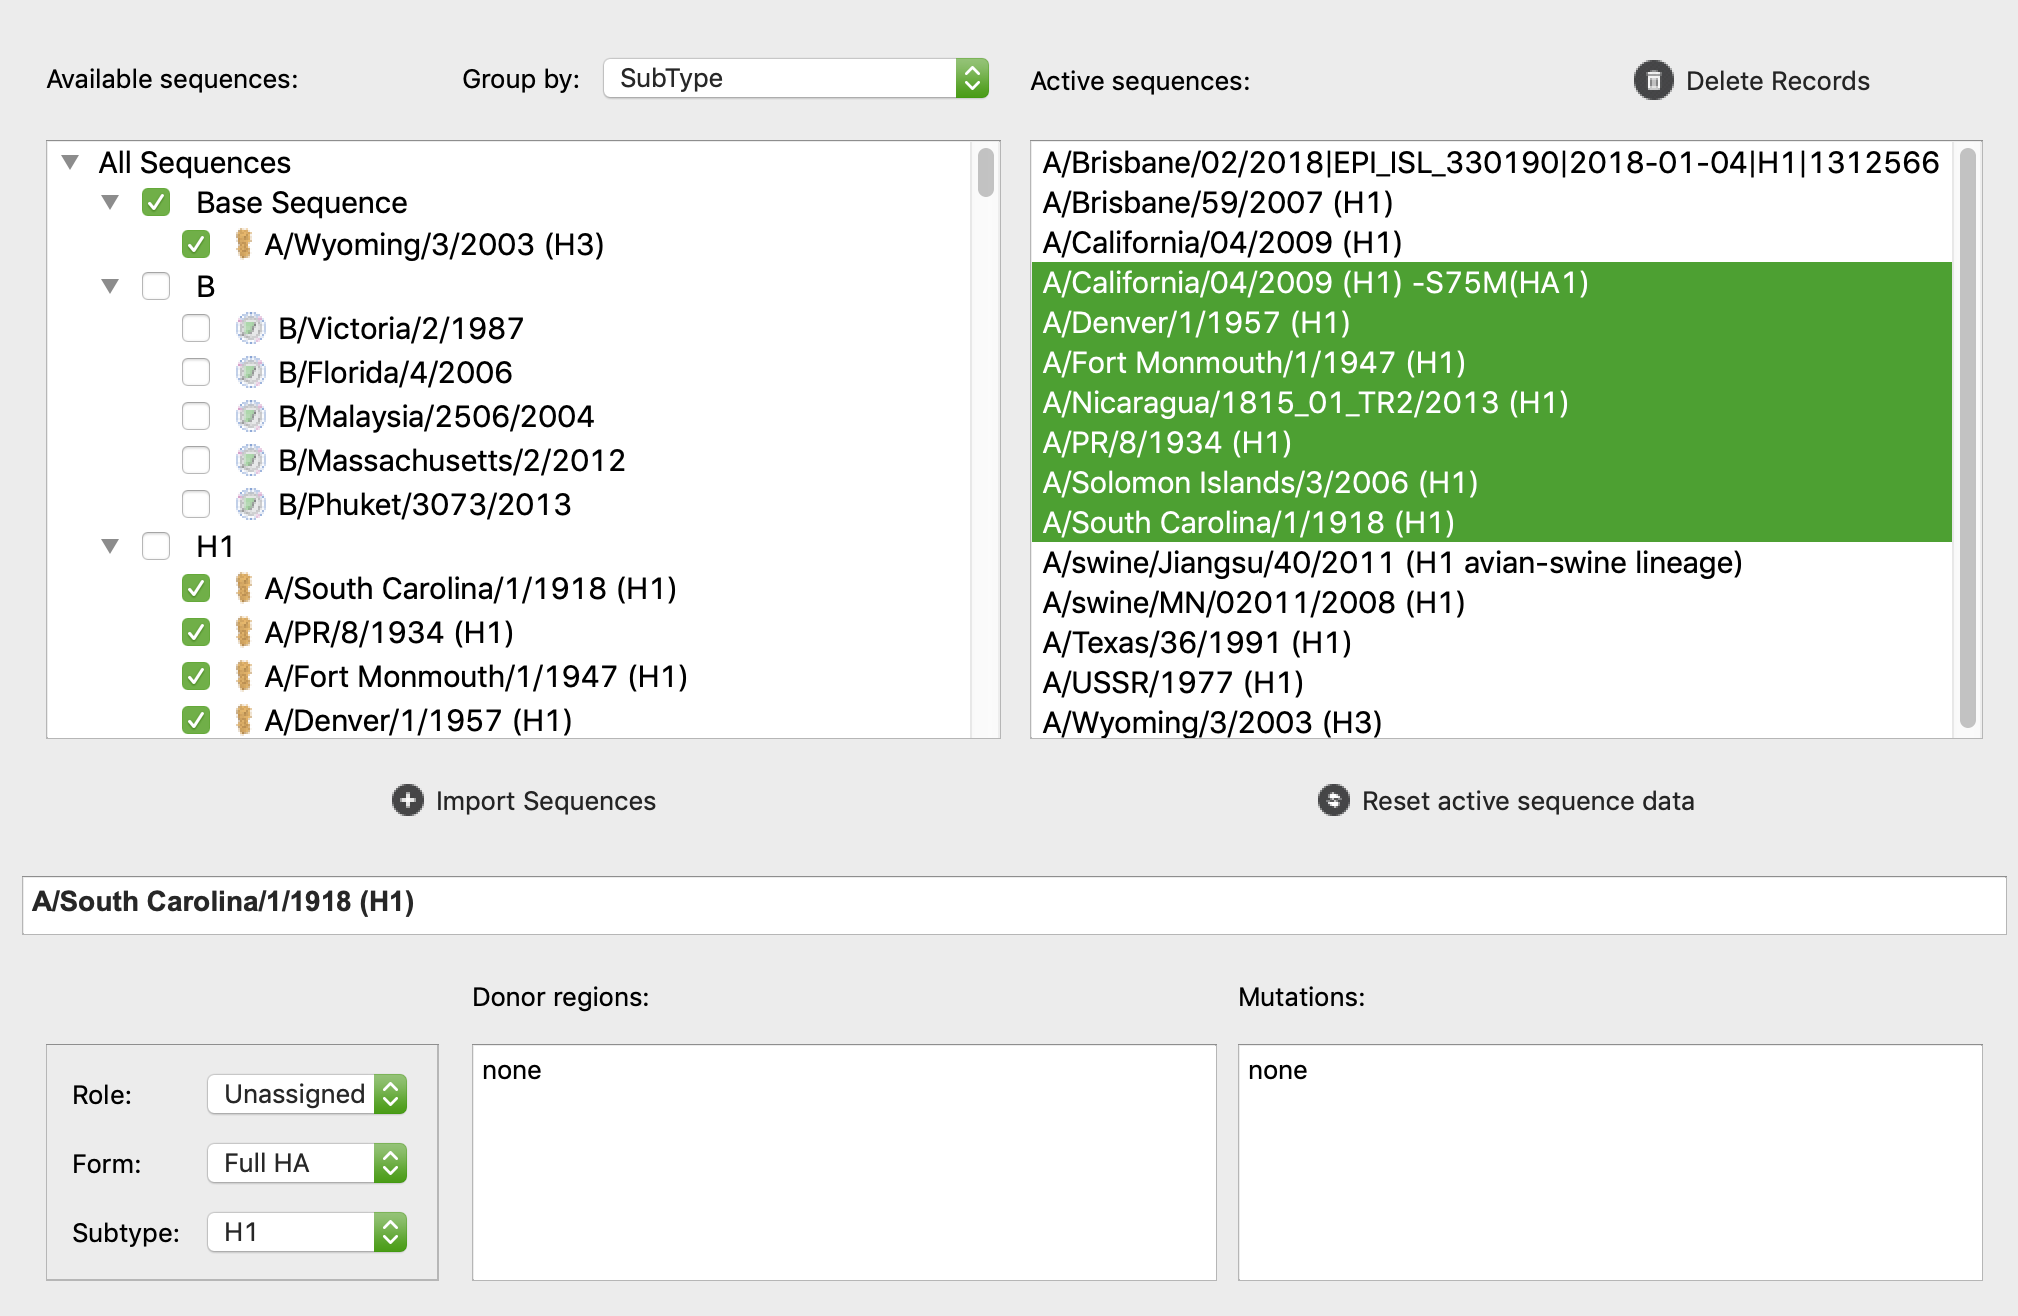 Available sequences:
Group by:
SubType
Active sequences:
Delete Records
All Sequences
Base Sequence
A/Wyoming/3/2003 (H3)
B
B/Victoria/2/1987
B/Florida/4/2006
B/Malaysia/2506/2004
B/Massachusetts/2/2012
B/Phuket/3073/2013
H1
A/South Carolina/1/1918 (H1)
A/PR/8/1934 (H1)
A/Fort Monmouth/1/1947 (H1)
A/Denver/1/1957 (H1)
A/Brisbane/02/2018|EPI_ISL_330190|2018-01-04|H1|1312566
A/Brisbane/59/2007 (H1)
A/California/04/2009 (H1)
A/California/04/2009 (H1) -S75M(HA1)
A/Denver/1/1957 (H1)
A/Fort Monmouth/1/1947 (H1)
A/Nicaragua/1815_01_TR2/2013 (H1)
A/PR/8/1934 (H1)
A/Solomon Islands/3/2006 (H1)
A/South Carolina/1/1918 (H1)
A/swine/Jiangsu/40/2011 (H1 avian-swine lineage)
A/swine/MN/02011/2008 (H1)
A/Texas/36/1991 (H1)
A/USSR/1977 (H1)
A/Wyoming/3/2003 (H3)
Import Sequences
Reset active sequence data
A/South Carolina/1/1918 (H1)
Role:
Unassigned
Form:
Full HA
Subtype:
H1
Donor regions:
none
Mutations:
none